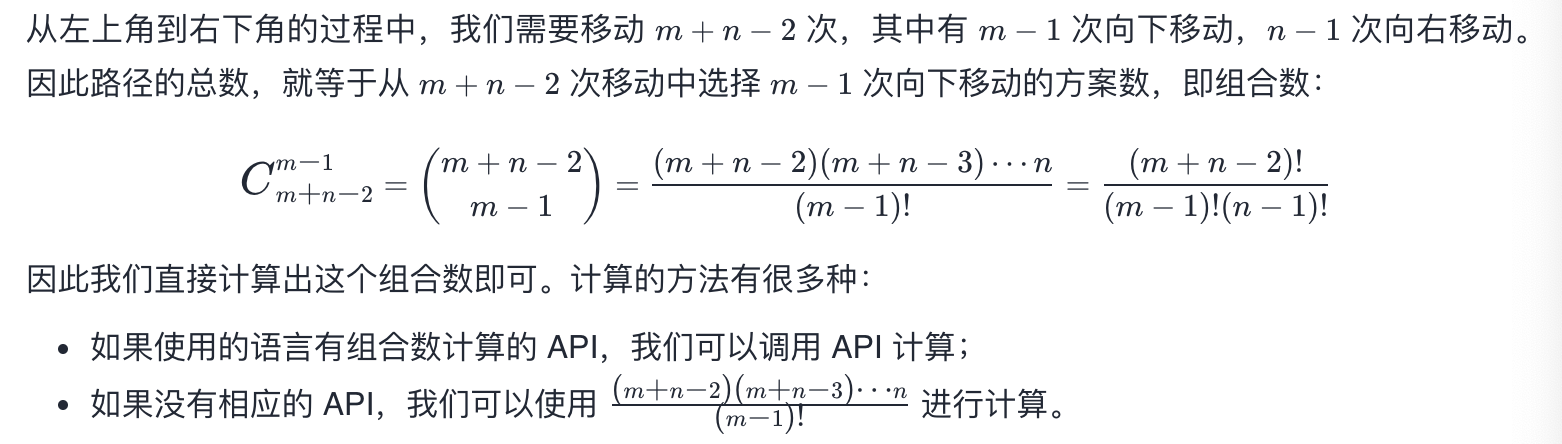 从左上角到右下角的过程中，我们需要移动 $m+n-2$ 次，其中有 $m-1$ 次向下移动，$n-1$ 次向右移动。
因此路径的总数，就等于从 $m+n-2$ 次移动中选择 $m-1$ 次向下移动的方案数，即组合数：
$C_{m+n-2}^{m-1} = \binom{m+n-2}{m-1} = \frac{(m+n-2)(m+n-3)\cdots n}{(m-1)!} = \frac{(m+n-2)!}{(m-1)!(n-1)!}$
因此我们直接计算出这个组合数即可。计算的方法有很多种：
• 如果使用的语言有组合数计算的 API，我们可以调用 API 计算；
• 如果没有相应的 API，我们可以使用 $\frac{(m+n-2)(m+n-3)\cdots n}{(m-1)!}$ 进行计算。